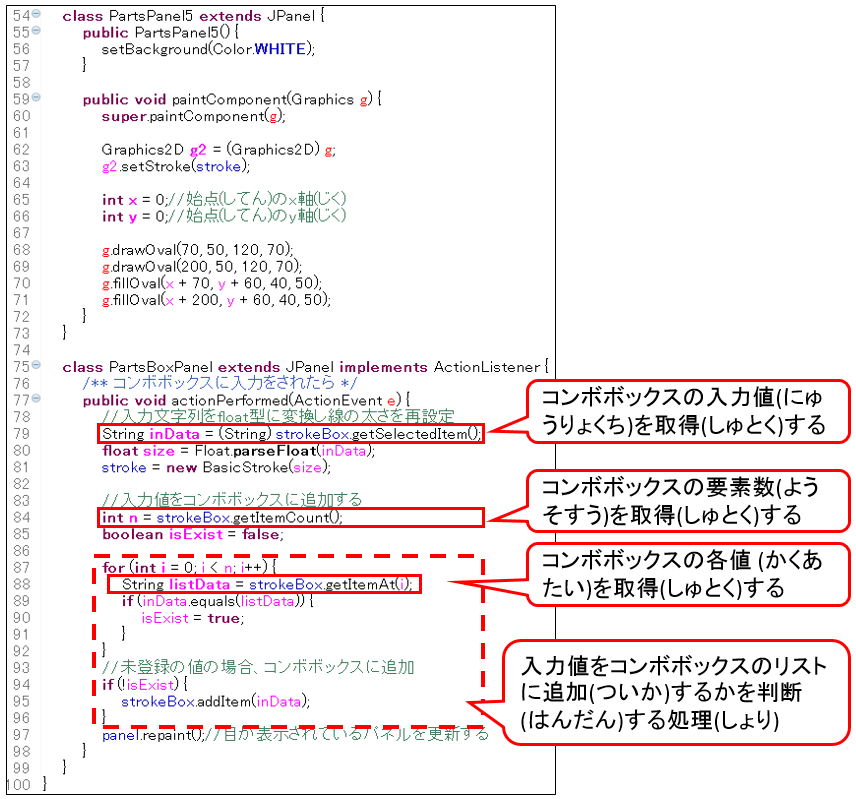 54 class PartsPanel5 extends JPanel {
55 public PartsPanel5() {
56 setBackground(Color.WHITE);
57 }
58
59 public void paintComponent(Graphics g) {
60 super.paintComponent(g);
61
62 Graphics2D g2 = (Graphics2D) g;
63 g2.setStroke(stroke);
64
65 int x = 0;//始点(してん)のx軸(じく)
66 int y = 0;//始点(してん)のy軸(じく)
67
68 g.drawOval(70, 50, 120, 70);
69 g.drawOval(200, 50, 120, 70);
70 g.fillOval(x + 70, y + 60, 40, 50);
71 g.fillOval(x + 200, y + 60, 40, 50);
72 }
73 }
74
75 class PartsBoxPanel extends JPanel implements ActionListener {
76 /** コンボボックスに入力をされたら */
77 public void actionPerformed(ActionEvent e) {
78 //入力文字列をfloat型に変換し線の太さを再設定
79 String inData = (String) strokeBox.getSelectedItem();
80 float size = Float.parseFloat(inData);
81 stroke = new BasicStroke(size);
82
83 //入力値をコンボボックスに追加する
84 int n = strokeBox.getItemCount();
85 boolean isExist = false;
86
87 for (int i = 0; i < n; i++) {
88 String listData = strokeBox.getItemAt(i);
89 if (inData.equals(listData)) {
90 isExist = true;
91 }
92 }
93 //未登録の値の場合、コンボボックスに追加
94 if (!isExist) {
95 strokeBox.addItem(inData);
96 }
97 panel.repaint();//目が表示されているパネルを更新する
98 }
99 }
100 }
コンボボックスの入力値(にゅ
うりょくち)を取得(しゅとく)する
コンボボックスの要素数(よう
そすう)を取得(しゅとく)する
コンボボックスの各値 (かくあ
たい)を取得(しゅとく)する
入力値をコンボボックスのリスト
に追加(ついか)するかを判断
(はんだん)する処理(しょり)